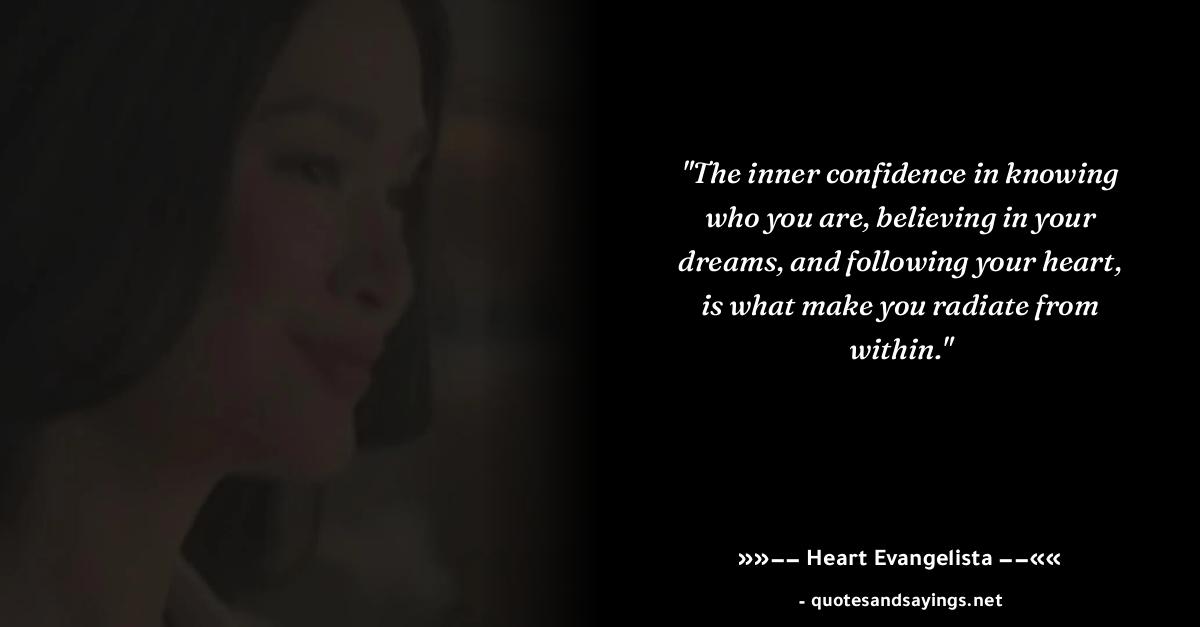 "The inner confidence in knowing
who you are, believing in your
dreams, and following your heart,
is what make you radiate from
within."
»»–– Heart Evangelista ––««
- quotesandsayings.net